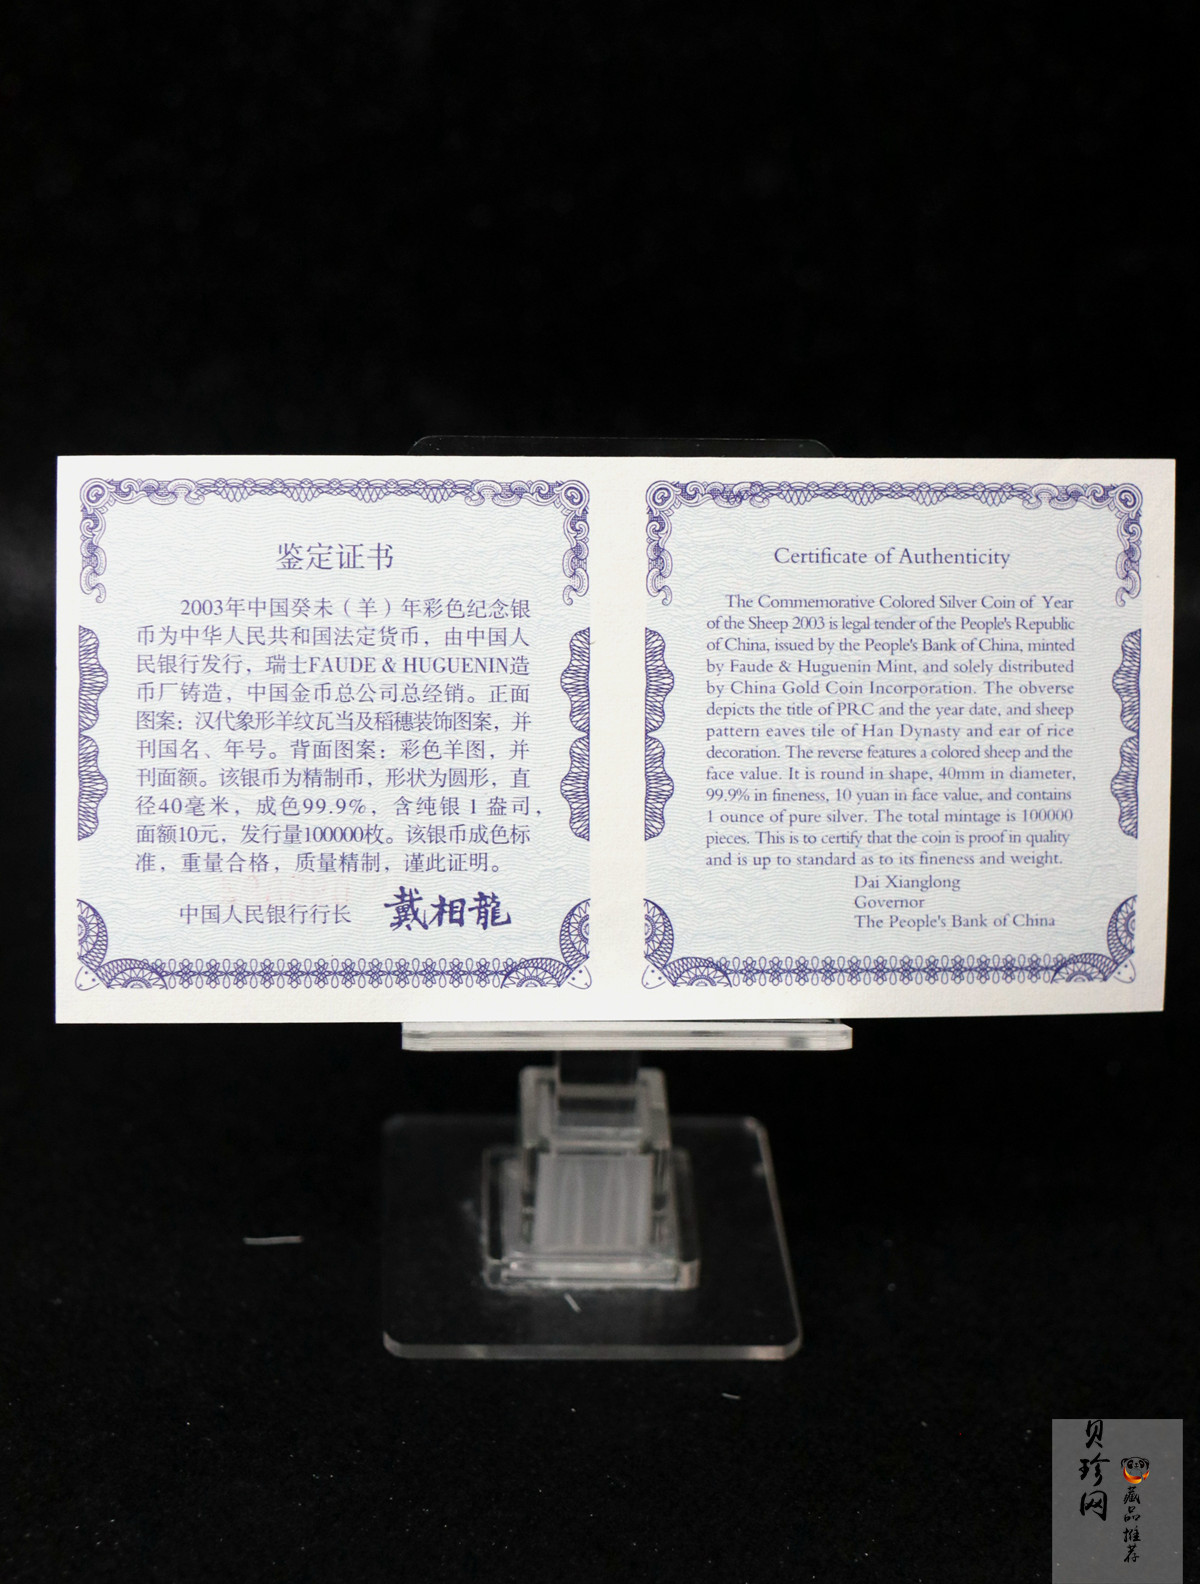 鉴定证书
2003年中国癸未（羊）年彩色纪念银
币为中华人民共和国法定货币，由中国人
民银行发行，瑞士FAUDE & HUGUENIN造
币厂铸造，中国金币总公司总经销。正面
图案：汉代象形羊纹瓦当及稻穗装饰图案，并
刊国名、年号。背面图案：彩色羊图，并
刊面额。该银币为精制币，形状为圆形，直
径40毫米，成色99.9%，含纯银1盎司，
面额10元，发行量100000枚。该银币成色标
准，重量合格，质量精制，谨此证明。
中国人民银行行长 戴相龍
Certificate of Authenticity
The Commemorative Colored Silver Coin of Year
of the Sheep 2003 is legal tender of the People's Republic
of China, issued by the People's Bank of China, minted
by Faude & Huguenin Mint, and solely distributed
by China Gold Coin Incorporation. The obverse
depicts the title of PRC and the year date, and sheep
pattern eaves tile of Han Dynasty and ear of rice
decoration. The reverse features a colored sheep and the
face value. It is round in shape, 40mm in diameter,
99.9% in fineness, 10 yuan in face value, and contains
1 ounce of pure silver. The total mintage is 100000
pieces. This is to certify that the coin is proof in quality
and is up to standard as to its fineness and weight.
Dai Xianglong
Governor
The People's Bank of China
贝珍网
藏品推荐